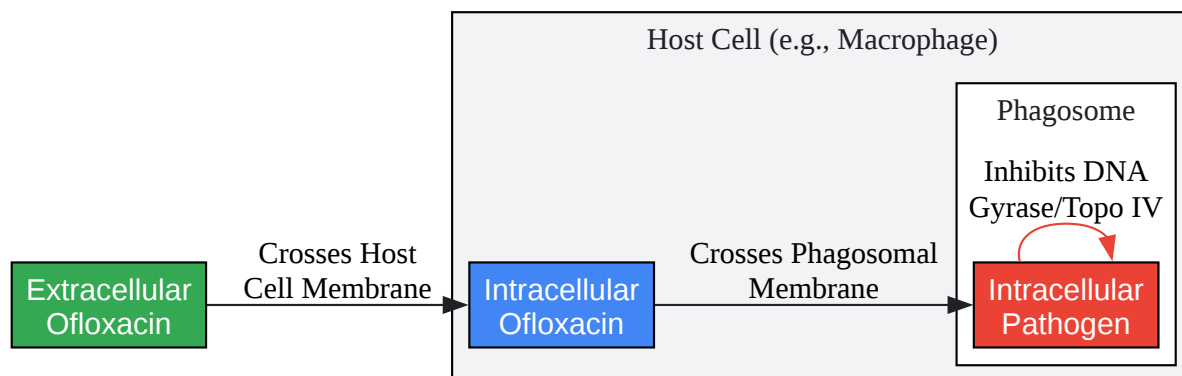 Host Cell (e.g., Macrophage)
Phagosome
Inhibits DNA
Gyrase/Topo IV
Crosses Host
Cell Membrane
Crosses Phagosomal
Membrane
Extracellular
Ofloxacin
Intracellular
Ofloxacin
Intracellular
Pathogen